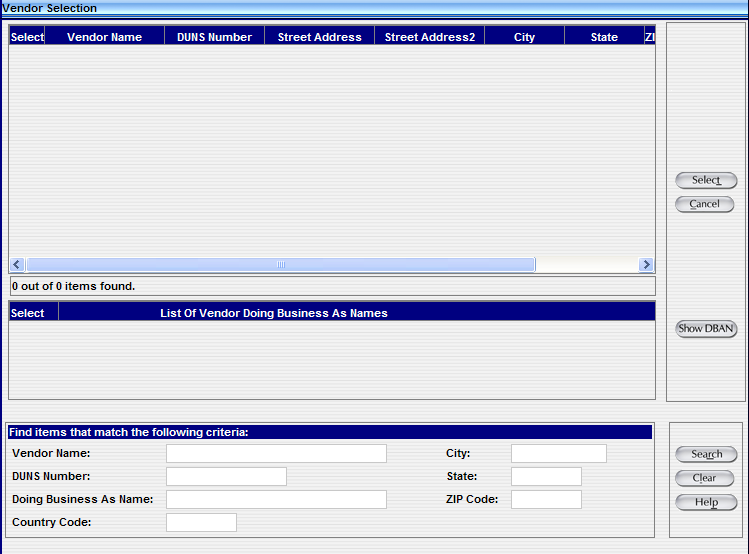 Vendor Selection
Select Vendor Name DUNS Number Street Address Street Address2 City State ZI
Select
Cancel
0 out of 0 items found.
Select List Of Vendor Doing Business As Names
Show DBAN
Find items that match the following criteria:
Vendor Name: City:
DUNS Number: State:
Doing Business As Name: ZIP Code:
Country Code:
Search
Clear
Help